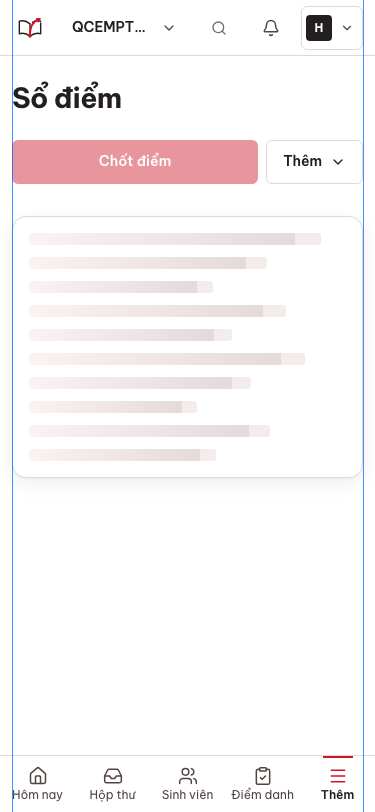 QCEMPT...
H
Sổ điểm
Chốt điểm
Thêm
Hôm nay
Hộp thư
Sinh viên
Điểm danh
Thêm